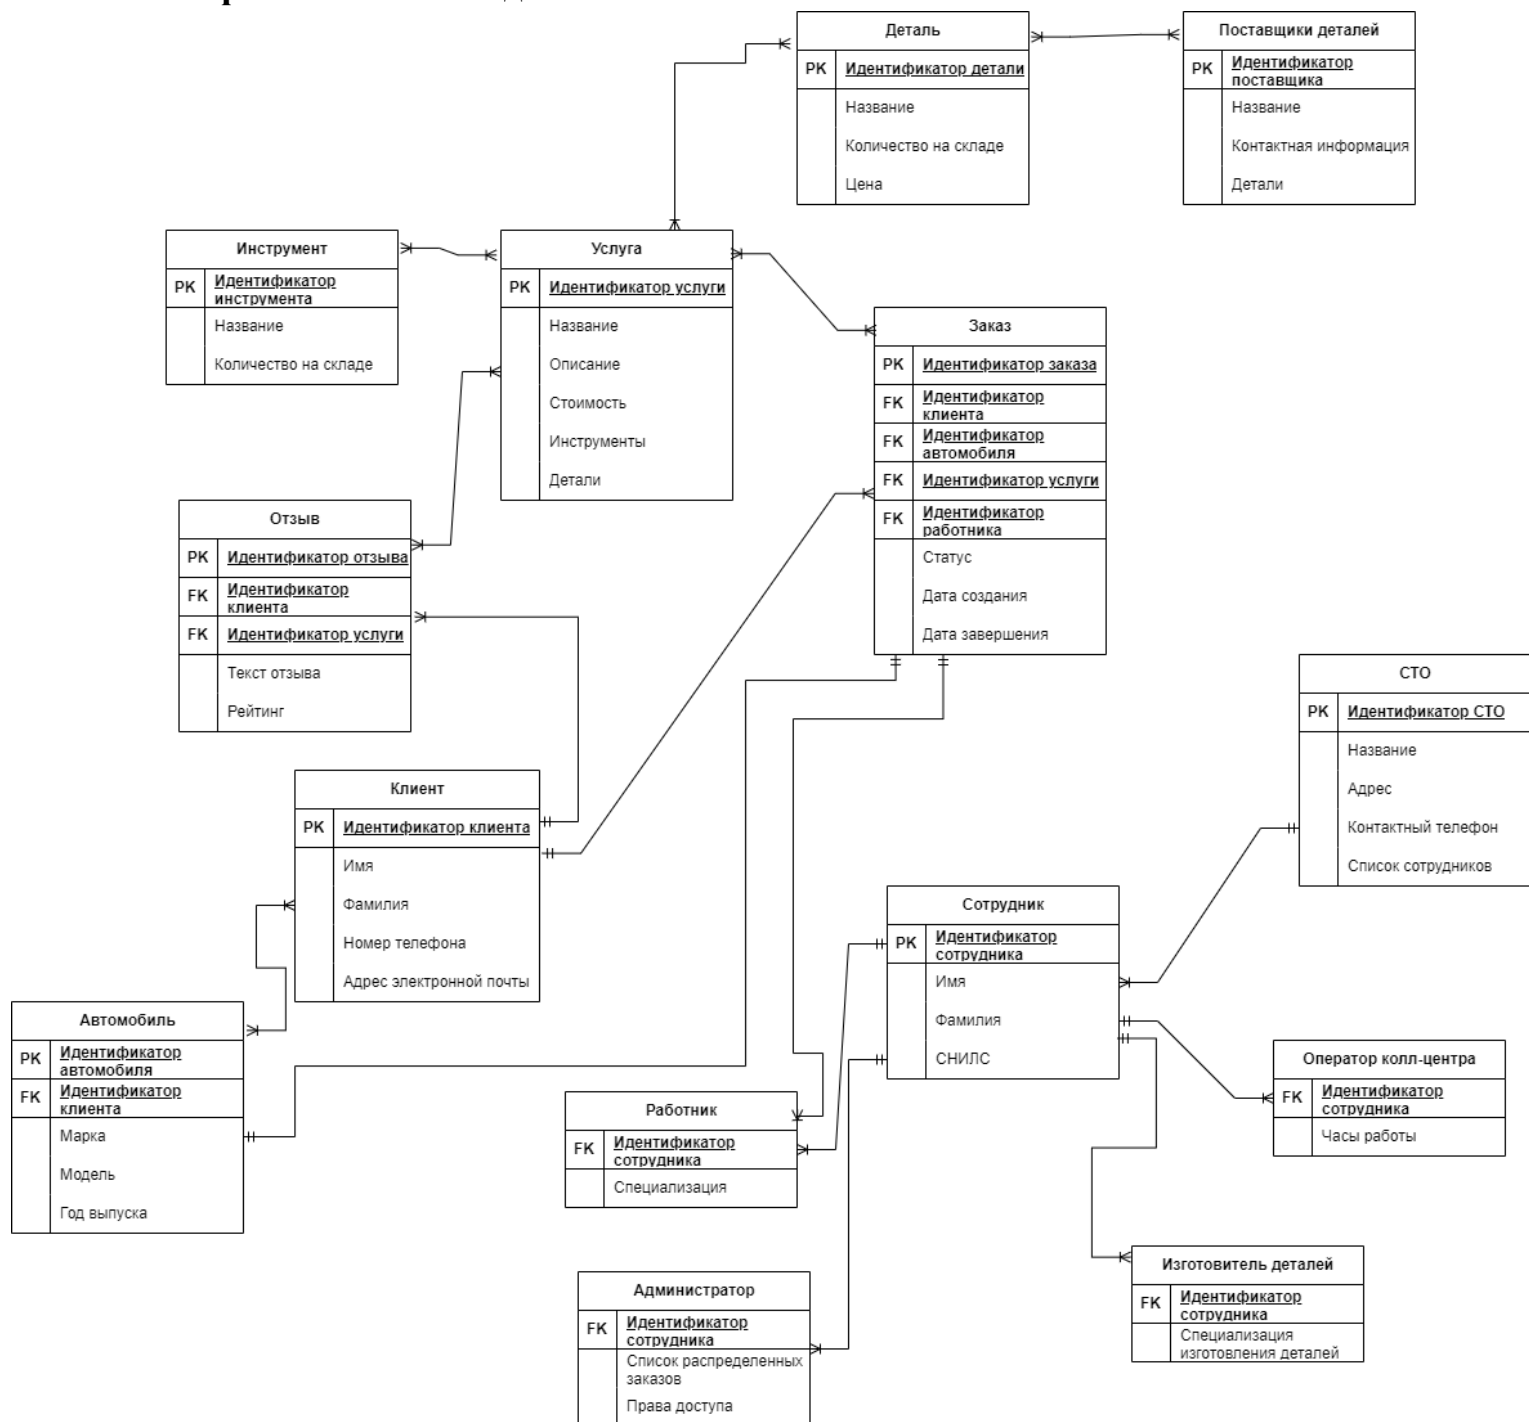 Деталь
PK Идентификатор детали
Название
Количество на складе
Цена
Поставщики деталей
PK Идентификатор
поставщика
Название
Контактная информация
Детали
Инструмент
PK Идентификатор
инструмента
Название
Количество на складе
Услуга
PK Идентификатор услуги
Название
Описание
Стоимость
Инструменты
Детали
Заказ
PK Идентификатор заказа
FK Идентификатор
клиента
FK Идентификатор
автомобиля
FK Идентификатор услуги
FK Идентификатор
работника
Статус
Дата создания
Дата завершения
Отзыв
PK Идентификатор отзыва
FK Идентификатор
клиента
FK Идентификатор услуги
Текст отзыва
Рейтинг
СТО
PK Идентификатор СТО
Название
Адрес
Контактный телефон
Список сотрудников
Клиент
PK Идентификатор клиента
Имя
Фамилия
Номер телефона
Адрес электронной почты
Сотрудник
PK Идентификатор
сотрудника
Имя
Фамилия
СНИЛС
Автомобиль
PK Идентификатор
автомобиля
FK Идентификатор
клиента
Марка
Модель
Год выпуска
Оператор колл-центра
FK Идентификатор
сотрудника
Часы работы
Работник
FK Идентификатор
сотрудника
Специализация
Изготовитель деталей
FK Идентификатор
сотрудника
Специализация
изготовления деталей
Администратор
FK Идентификатор
сотрудника
Список распределенных
заказов
Права доступа